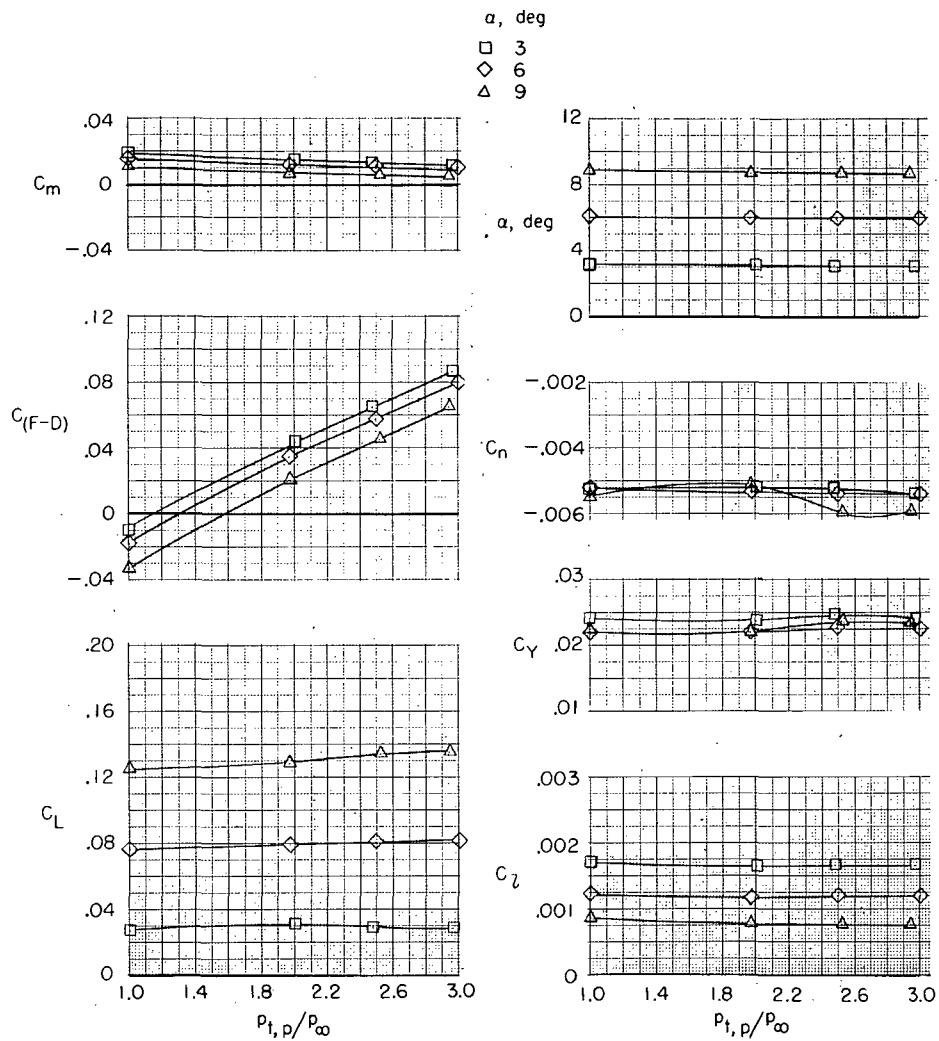 α, deg
□ 3
◇ 6
△ 9
.04
0
-.04
C_m
.12
.08
.04
0
-.04
C_(F-D)
.20
.16
.12
.08
.04
0
C_L
1.0 1.4 1.8 2.2 2.6 3.0
p_t,p/p_∞
12
8
4
0
α, deg
-.002
-.004
-.006
C_n
.03
.02
.01
C_Y
.003
.002
.001
0
C_l
1.0 1.4 1.8 2.2 2.6 3.0
p_t,p/p_∞